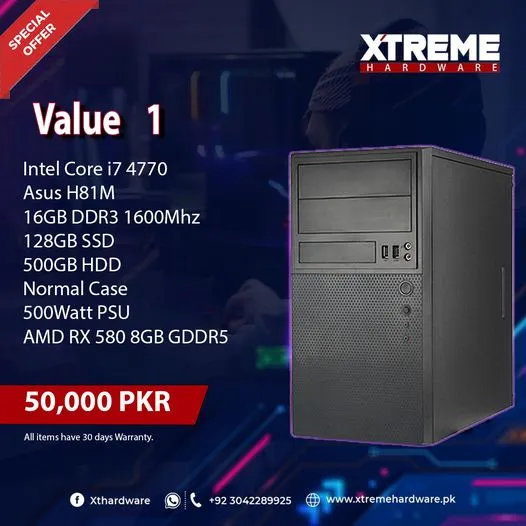 SPECIAL
OFFER
XTREME
HARDWARE
Value 1
Intel Core i7 4770
Asus H81M
16GB DDR3 1600Mhz
128GB SSD
500GB HDD
Normal Case
500Watt PSU
AMD RX 580 8GB GDDR5
50,000 PKR
All items have 30 days Warranty.
Xthardware +92 3042289925 www.xtremehardware.pk